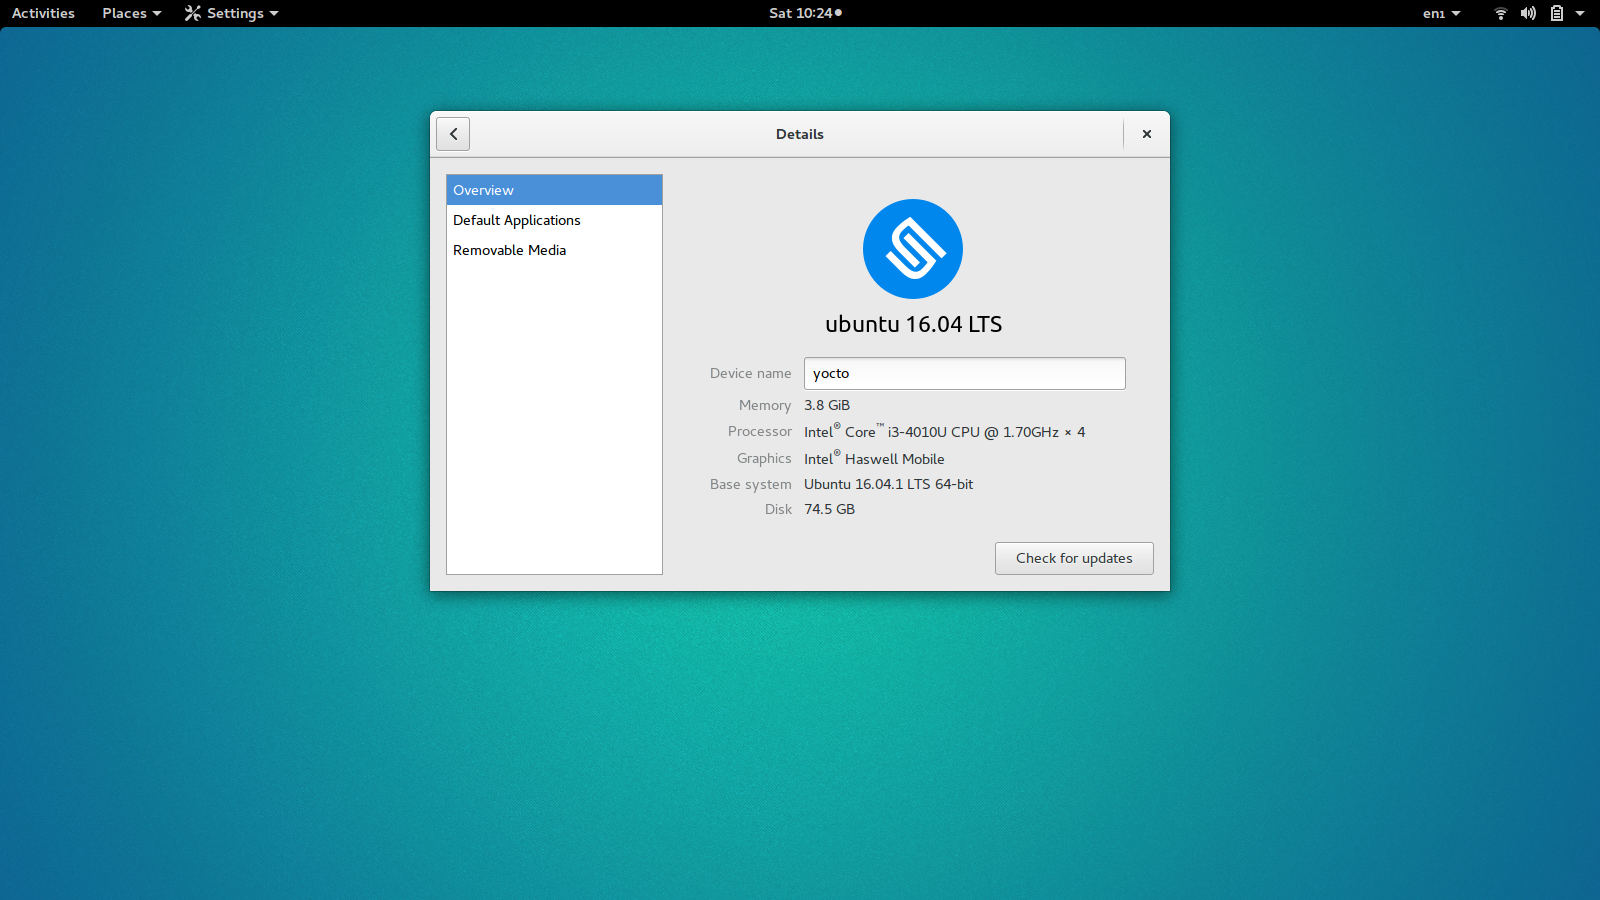 Activities Places Settings Sat 10:24 en1
Details
Overview
Default Applications
Removable Media
ubuntu 16.04 LTS
Device name yocto
Memory 3.8 GiB
Processor Intel® Core™ i3-4010U CPU @ 1.70GHz × 4
Graphics Intel® Haswell Mobile
Base system Ubuntu 16.04.1 LTS 64-bit
Disk 74.5 GB
Check for updates